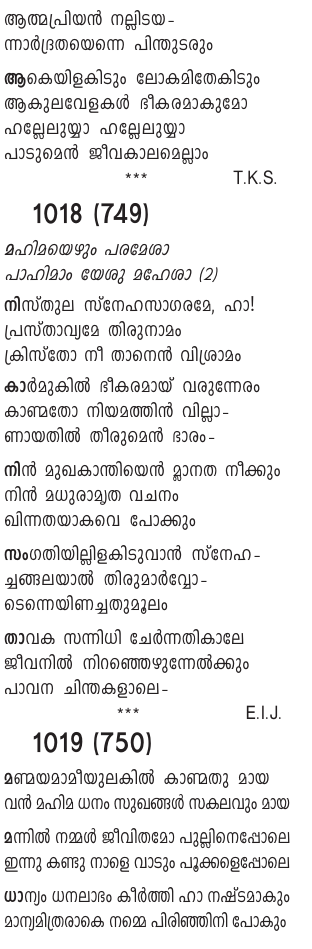 ആത്മപ്രിയൻ നല്ലിടയ-
ന്നാർദ്രതയെന്നെ പിന്തുടരും
ആകെയിളകിടും ലോകമിതേകിടും
ആകുലവേളകൾ ഭീകരമാകുമോ
ഹല്ലേലുയ്യാ ഹല്ലേലുയ്യാ
പാടുമെൻ ജീവകാലമെല്ലാം
*** T.K.S.
1018 (749)
മഹിമയെഴും പരമേശാ
പാഹിമാം യേശു മഹേശാ (2)
നിസ്തുല സ്നേഹസാഗരമേ, ഹാ!
പ്രസ്താവ്യമേ തിരുനാമം
ക്രിസ്തോ നീ താനെൻ വിശ്രാമം
കാർമുകിൽ ഭീകരമായ് വരുന്നേരം
കാണ്മതോ നിയമത്തിൻ വില്ലാ-
ണായതിൽ തീരുമെൻ ഭാരം-
നിൻ മുഖകാന്തിയെൻ മ്ലാനത നീക്കും
നിൻ മധുരാമൃത വചനം
ഖിന്നതയാകവെ പോക്കും
സംഗതിയില്ലിളകിടുവാൻ സ്നേഹ-
ച്ചങ്ങലയാൽ തിരുമാർവ്വോ-
ടെന്നെയിണച്ചതുമൂലം
താവക സന്നിധി ചേർന്നതികാലേ
ജീവനിൽ നിറഞ്ഞെഴുന്നേൽക്കും
പാവന ചിന്തകളാലെ-
*** E.I.J.
1019 (750)
മണ്മയമാമീയുലകിൽ കാണ്മതു മായ
വൻ മഹിമ ധനം സുഖങ്ങൾ സകലവും മായ
മന്നിൽ നമ്മൾ ജീവിതമോ പുല്ലിനെപ്പോലെ
ഇന്നു കണ്ടു നാളെ വാടും പൂക്കളെപ്പോലെ
ധാന്യം ധനലാഭം കീർത്തി ഹാ നഷ്ടമാകും
മാന്യമിത്രരാകെ നമ്മെ പിരിഞ്ഞിനി പോകും